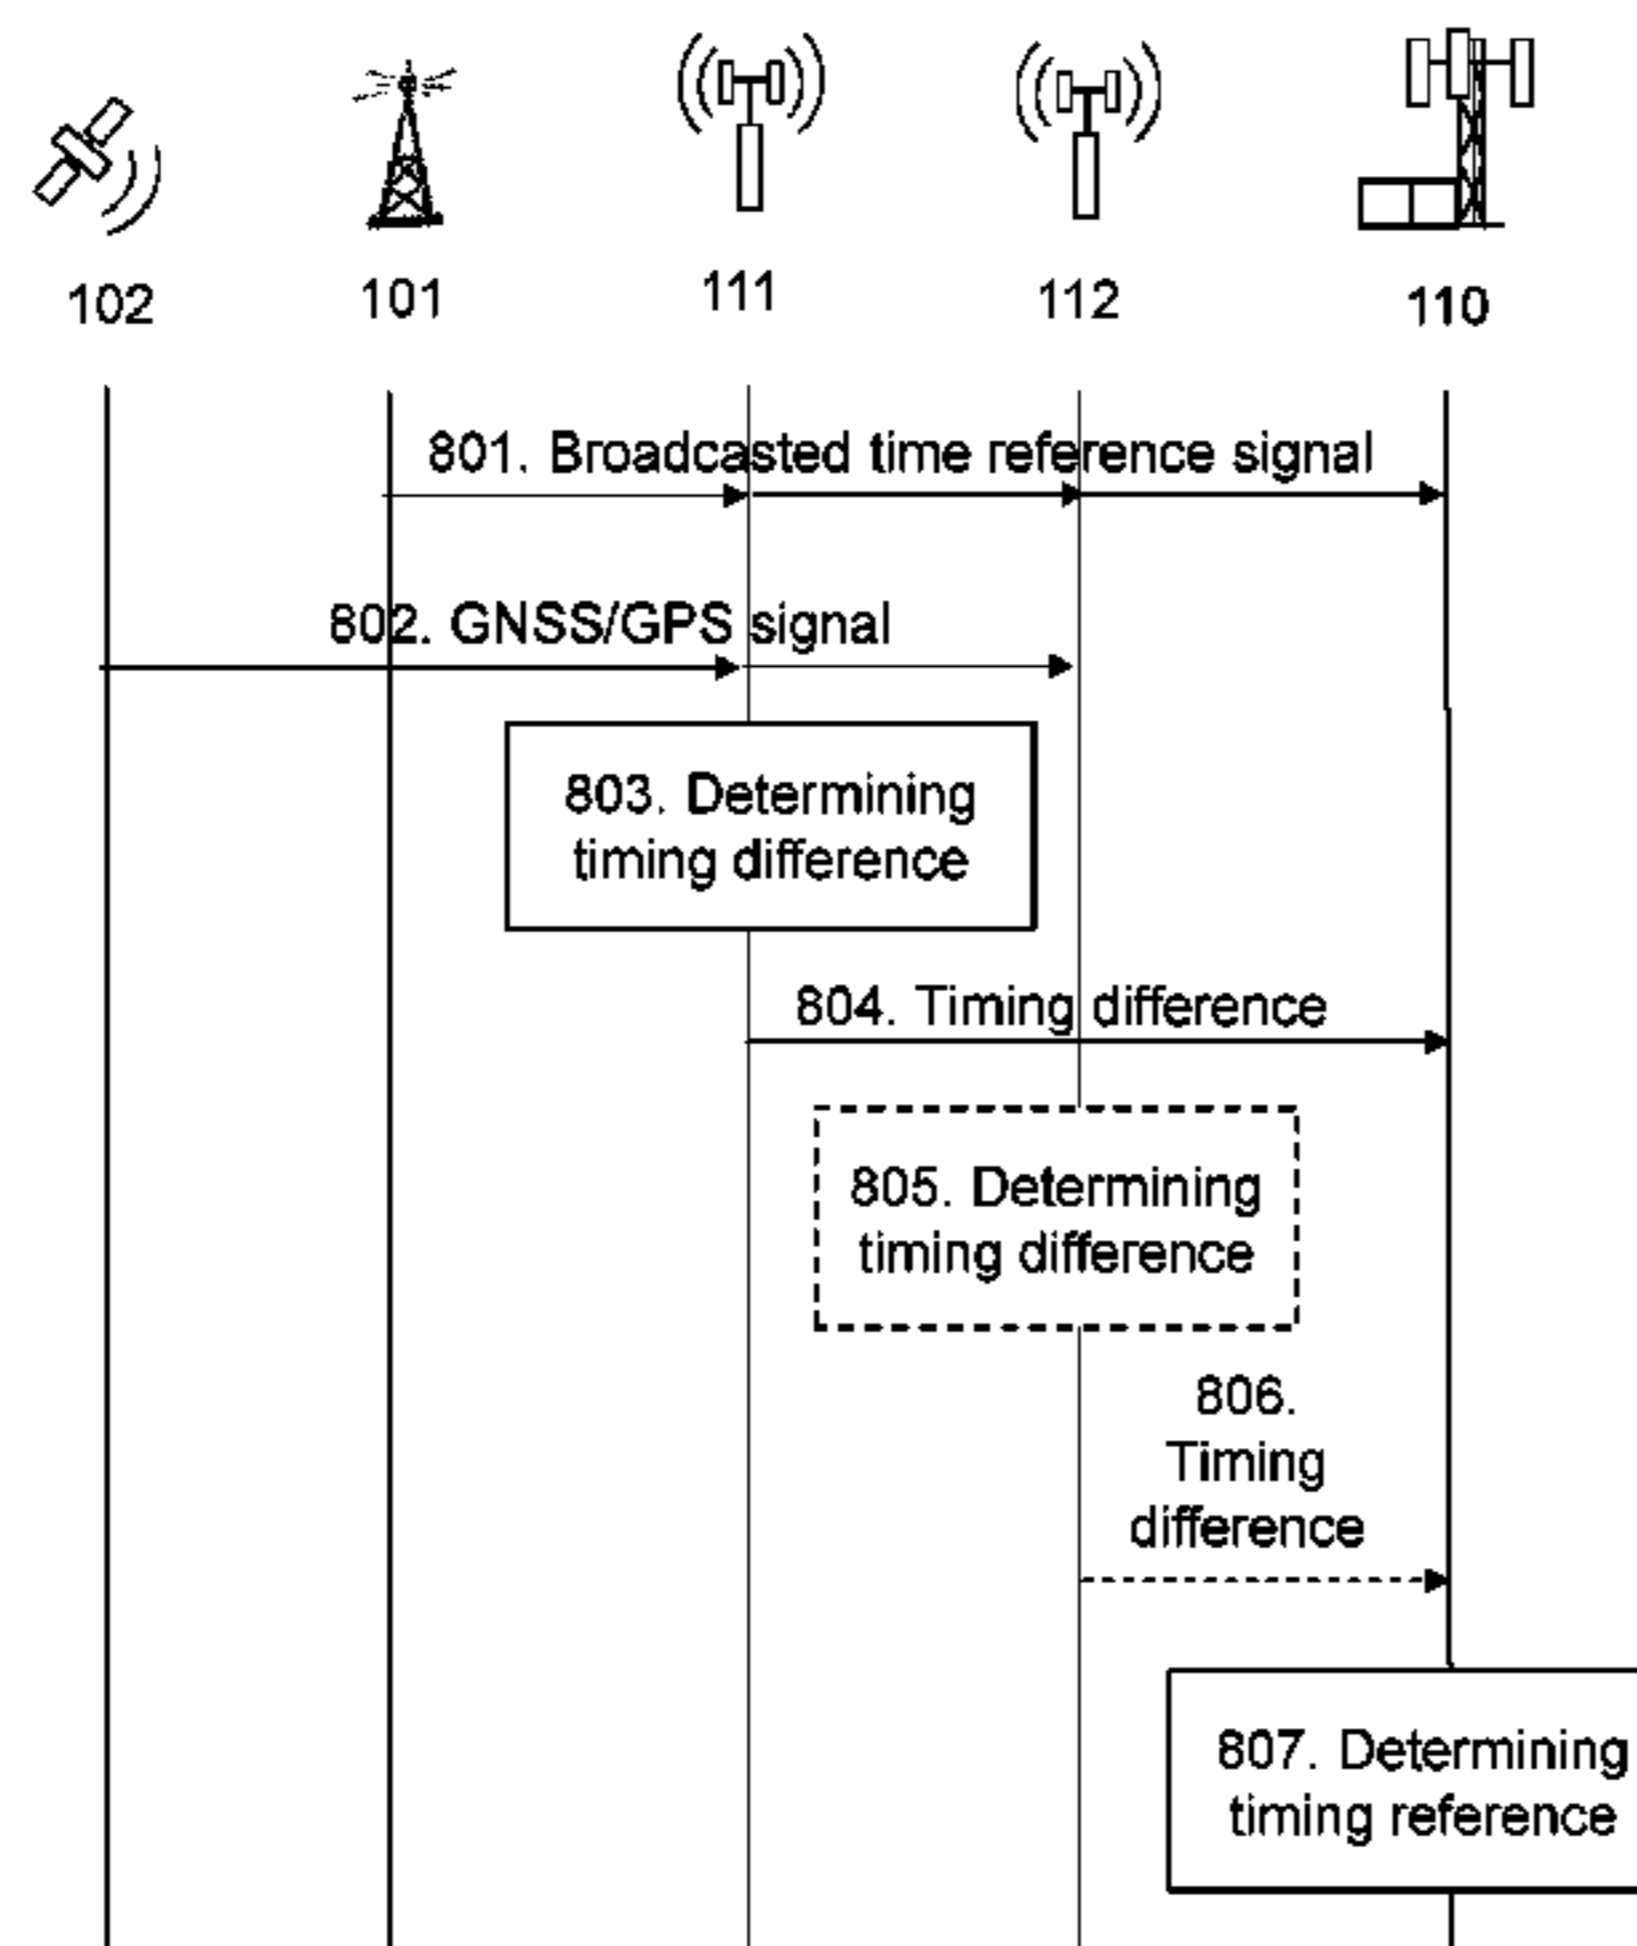 102
101
111
112
110
801. Broadcasted time reference signal
802. GNSS/GPS signal
803. Determining
timing difference
804. Timing difference
805. Determining
timing difference
806.
Timing
difference
807. Determining
timing reference